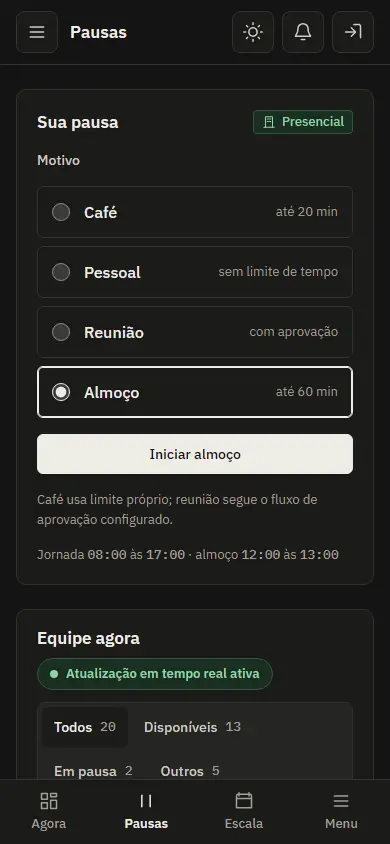 Pausas
Sua pausa
Presencial
Motivo
Café até 20 min
Pessoal sem limite de tempo
Reunião com aprovação
Almoço até 60 min
Iniciar almoço
Café usa limite próprio; reunião segue o fluxo de
aprovação configurado.
Jornada 08:00 às 17:00 · almoço 12:00 às 13:00
Equipe agora
Atualização em tempo real ativa
Todos 20 Disponíveis 13
Em pausa 2 Outros 5
Agora Pausas Escala Menu